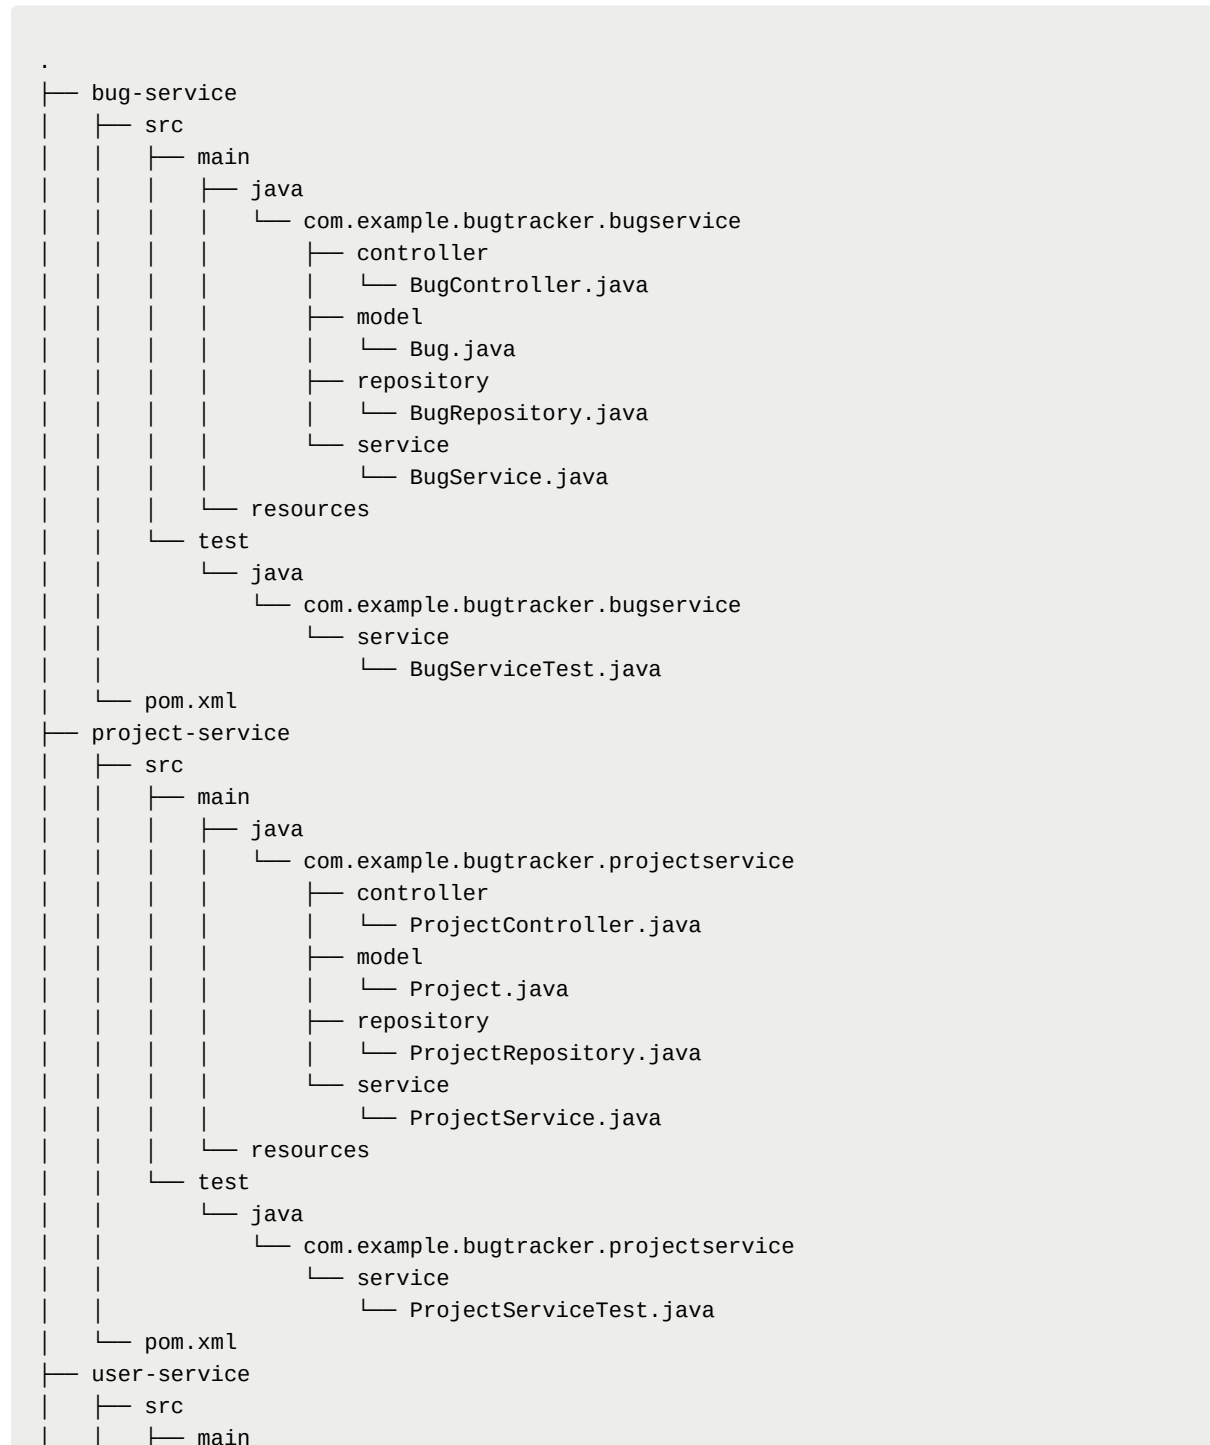 .
├── bug-service
│   ├── src
│   │   ├── main
│   │   │   ├── java
│   │   │   │   └── com.example.bugtracker.bugservice
│   │   │   │       ├── controller
│   │   │   │       │   └── BugController.java
│   │   │   │       ├── model
│   │   │   │       │   └── Bug.java
│   │   │   │       ├── repository
│   │   │   │       │   └── BugRepository.java
│   │   │   │       └── service
│   │   │   │           └── BugService.java
│   │   │   └── resources
│   │   └── test
│   │       └── java
│   │           └── com.example.bugtracker.bugservice
│   │               └── service
│   │                   └── BugServiceTest.java
│   └── pom.xml
├── project-service
│   ├── src
│   │   ├── main
│   │   │   ├── java
│   │   │   │   └── com.example.bugtracker.projectservice
│   │   │   │       ├── controller
│   │   │   │       │   └── ProjectController.java
│   │   │   │       ├── model
│   │   │   │       │   └── Project.java
│   │   │   │       ├── repository
│   │   │   │       │   └── ProjectRepository.java
│   │   │   │       └── service
│   │   │   │           └── ProjectService.java
│   │   │   └── resources
│   │   └── test
│   │       └── java
│   │           └── com.example.bugtracker.projectservice
│   │               └── service
│   │                   └── ProjectServiceTest.java
│   └── pom.xml
├── user-service
│   ├── src
│   │   ├── main